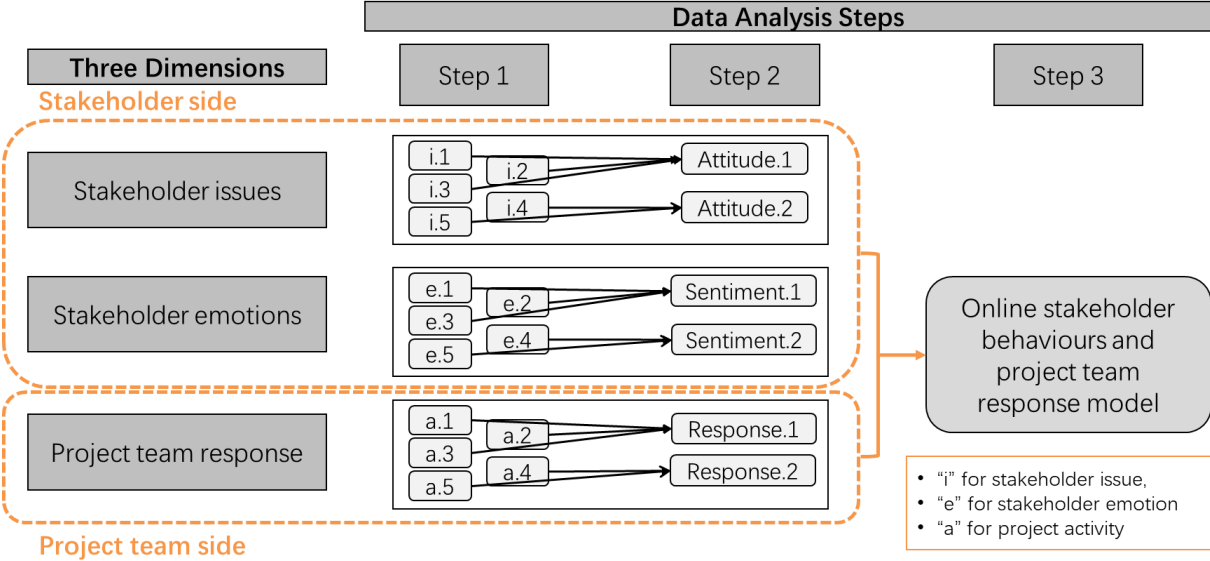 Data Analysis Steps
Three Dimensions
Step 1
Step 2
Step 3
Stakeholder side
Stakeholder issues
i.1
i.2
i.3
i.4
i.5
Attitude.1
Attitude.2
Stakeholder emotions
e.1
e.2
e.3
e.4
e.5
Sentiment.1
Sentiment.2
Project team response
a.1
a.2
a.3
a.4
a.5
Response.1
Response.2
Project team side
Online stakeholder
behaviours and
project team
response model
• “i” for stakeholder issue,
• “e” for stakeholder emotion
• “a” for project activity